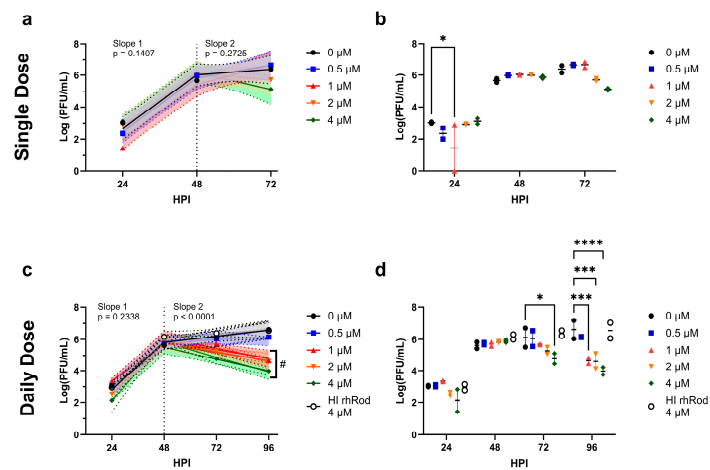 a
b
Single Dose
Slope 1
p = 0.1407
Slope 2
p = 0.2725
Log (PFU/mL)
8
6
4
2
0
24
48
72
HPI
0 µM
0.5 µM
1 µM
2 µM
4 µM
*
Log(PFU/mL)
8
6
4
2
0
24
48
72
HPI
0 µM
0.5 µM
1 µM
2 µM
4 µM
c
d
Daily Dose
Slope 1
p = 0.2338
Slope 2
p < 0.0001
Log(PFU/mL)
8
6
4
2
0
24
48
72
96
HPI
#
0 µM
0.5 µM
1 µM
2 µM
4 µM
HI rhRod
4 µM
****
***
***
*
Log(PFU/mL)
8
6
4
2
0
24
48
72
96
HPI
0 µM
0.5 µM
1 µM
2 µM
4 µM
HI rhRod
4 µM